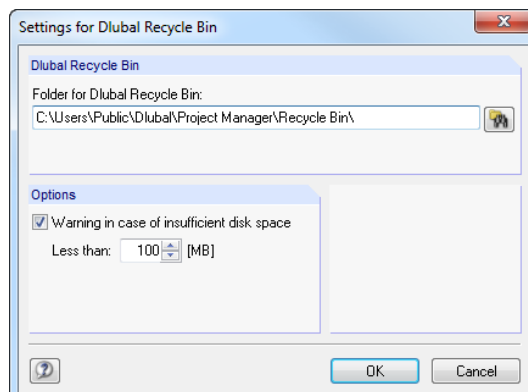 Settings for Dlubal Recycle Bin
Dlubal Recycle Bin
Folder for Dlubal Recycle Bin:
C:\Users\Public\Dlubal\Project Manager\Recycle Bin\
Options
Warning in case of insufficient disk space
Less than: 100 [MB]
OK Cancel